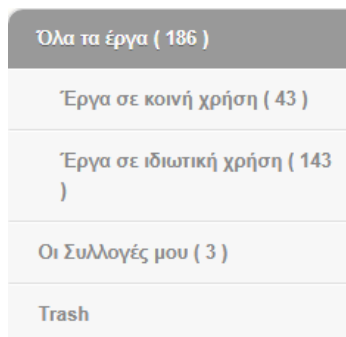 Όλα τα έργα ( 186 )
Έργα σε κοινή χρήση ( 43 )
Έργα σε ιδιωτική χρήση ( 143
)
Οι Συλλογές μου ( 3 )
Trash